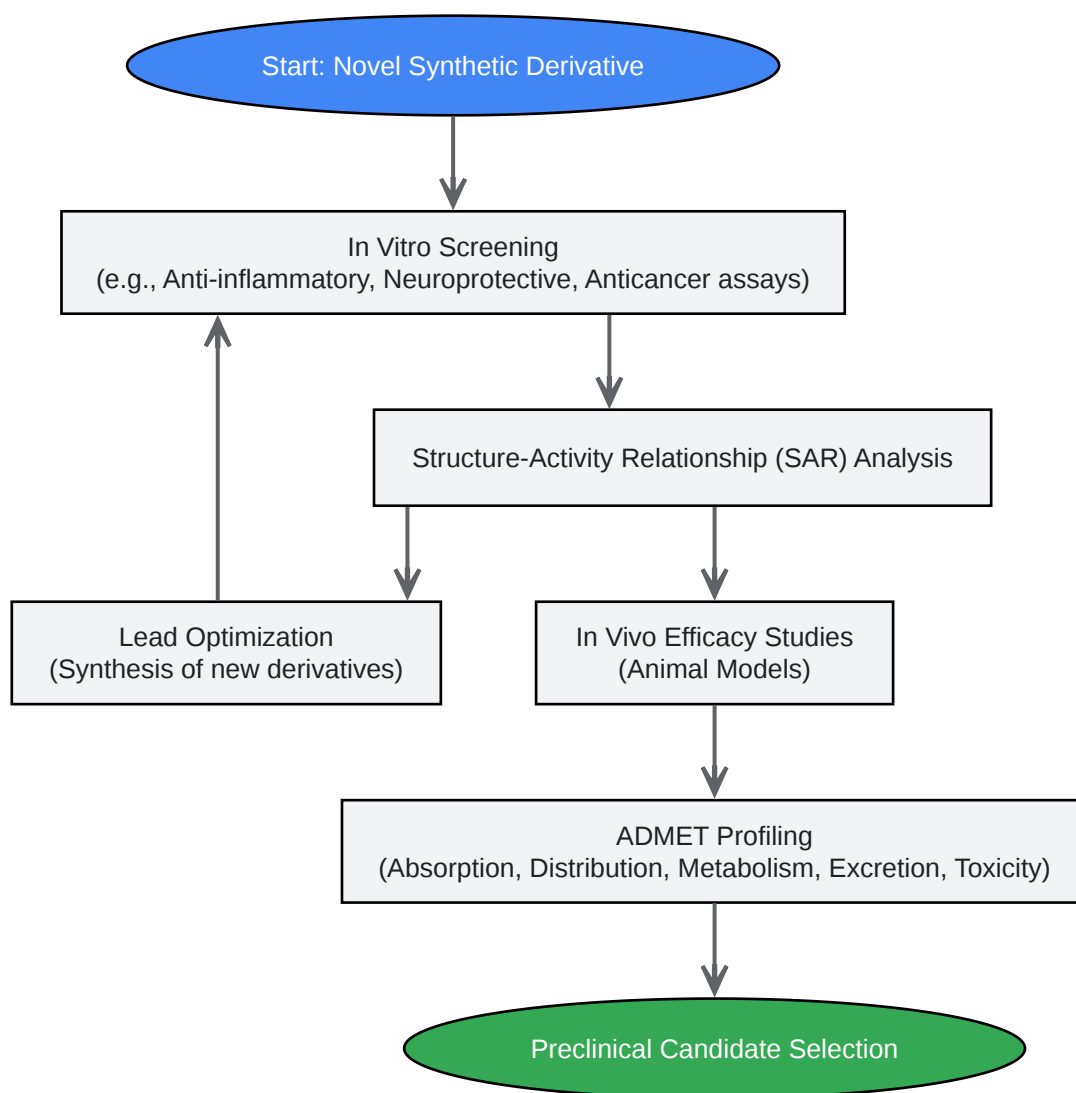 Start: Novel Synthetic Derivative
In Vitro Screening
(e.g., Anti-inflammatory, Neuroprotective, Anticancer assays)
Structure-Activity Relationship (SAR) Analysis
Lead Optimization
(Synthesis of new derivatives)
In Vivo Efficacy Studies
(Animal Models)
ADMET Profiling
(Absorption, Distribution, Metabolism, Excretion, Toxicity)
Preclinical Candidate Selection